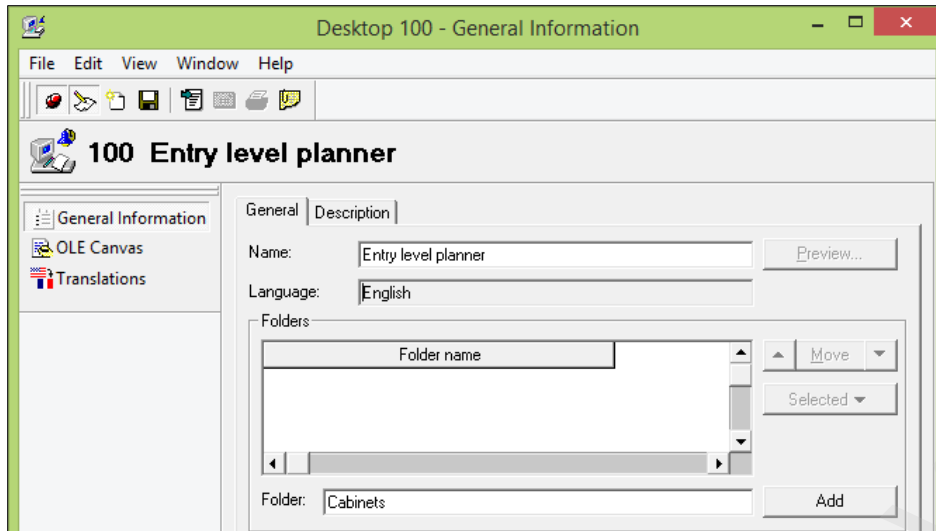 Desktop 100 - General Information
File Edit View Window Help
100 Entry level planner
General Information
OLE Canvas
Translations
General Description
Name: Entry level planner Preview...
Language: English
Folders
Folder name
Move
Selected
Folder: Cabinets Add